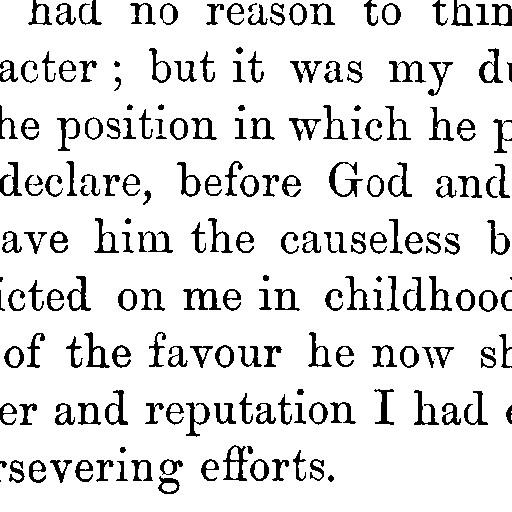 had no reason to thin
acter ; but it was my du
he position in which he p
declare, before God and
ave him the causeless b
icted on me in childhood
of the favour he now sh
er and reputation I had e
rsevering efforts.